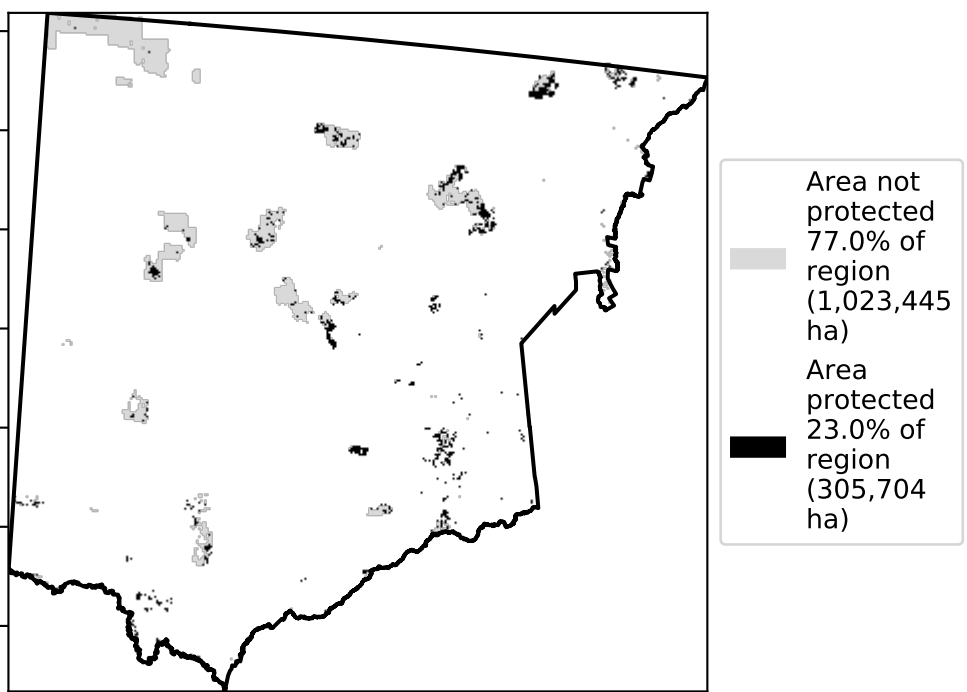 Area not
protected
77.0% of
region
(1,023,445
ha)
Area
protected
23.0% of
region
(305,704
ha)